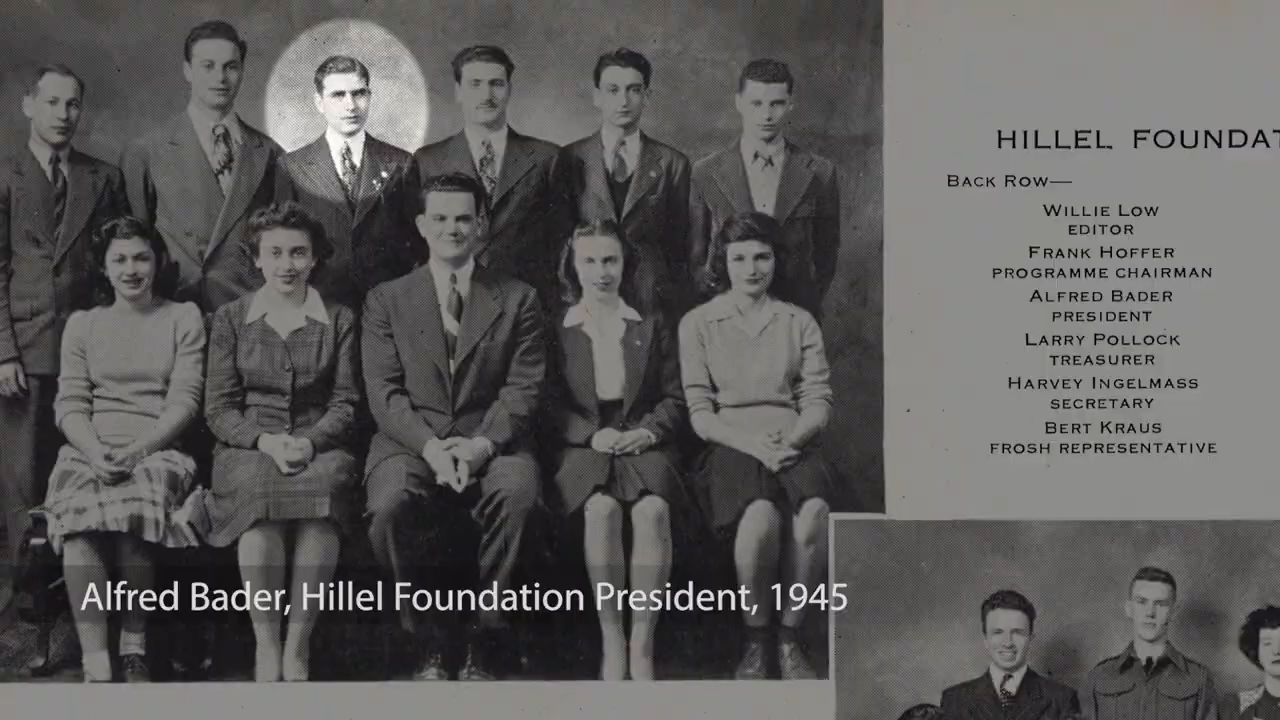 HILLEL FOUNDAT
BACK ROW—
WILLIE LOW
EDITOR
FRANK HOFFER
PROGRAMME CHAIRMAN
ALFRED BADER
PRESIDENT
LARRY POLLOCK
TREASURER
HARVEY INGELMASS
SECRETARY
BERT KRAUS
FROSH REPRESENTATIVE
Alfred Bader, Hillel Foundation President, 1945